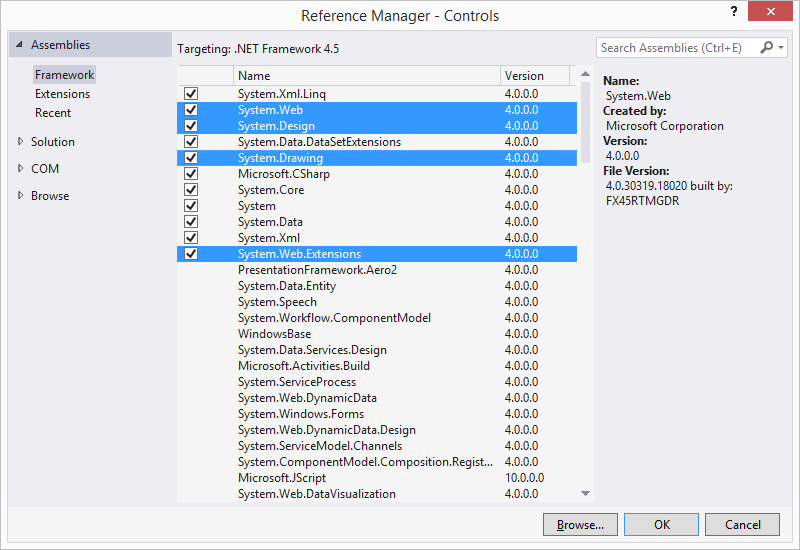 Reference Manager - Controls
?
Assemblies
Framework
Extensions
Recent
Solution
COM
Browse
Targeting: .NET Framework 4.5
Name Version
System.Xml.Linq 4.0.0.0
System.Web 4.0.0.0
System.Design 4.0.0.0
System.Data.DataSetExtensions 4.0.0.0
System.Drawing 4.0.0.0
Microsoft.CSharp 4.0.0.0
System.Core 4.0.0.0
System 4.0.0.0
System.Data 4.0.0.0
System.Xml 4.0.0.0
System.Web.Extensions 4.0.0.0
PresentationFramework.Aero2 4.0.0.0
System.Data.Entity 4.0.0.0
System.Speech 4.0.0.0
System.Workflow.ComponentModel 4.0.0.0
WindowsBase 4.0.0.0
System.Data.Services.Design 4.0.0.0
Microsoft.Activities.Build 4.0.0.0
System.ServiceProcess 4.0.0.0
System.Web.DynamicData 4.0.0.0
System.Windows.Forms 4.0.0.0
System.Web.DynamicData.Design 4.0.0.0
System.ServiceModel.Channels 4.0.0.0
System.ComponentModel.Composition.Regist... 4.0.0.0
Microsoft.JScript 10.0.0.0
System.Web.DataVisualization 4.0.0.0
Search Assemblies (Ctrl+E)
Name:
System.Web
Created by:
Microsoft Corporation
Version:
4.0.0.0
File Version:
4.0.30319.18020 built by:
FX45RTMGDR
Browse...
OK
Cancel